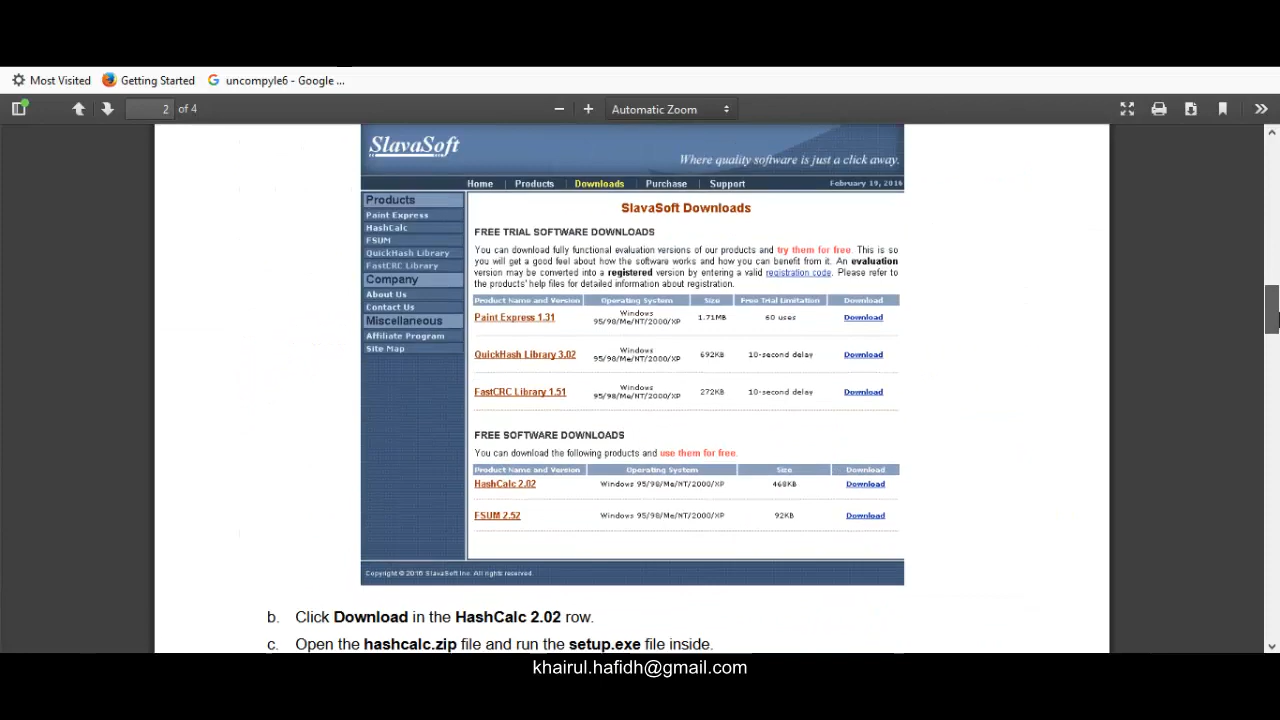 Most Visited Getting Started uncompyle6 - Google ...
2 of 4 Automatic Zoom
SlavaSoft
Where quality software is just a click away.
Home | Products | Downloads | Purchase | Support February 19, 2016
Products
Paint Express
HashCalc
FSUM
QuickHash Library
FastCRC Library
Company
About Us
Contact Us
Miscellaneous
Affiliate Program
Site Map
SlavaSoft Downloads
FREE TRIAL SOFTWARE DOWNLOADS
You can download fully functional evaluation versions of our products and try them for free. This is so
you will get a good feel about how the software works and how you can benefit from it. An evaluation
version may be converted into a registered version by entering a valid registration code. Please refer to
the products' help files for detailed information about registration.
Product Name and Version Operating System Size Free Trial Limitation Download
Paint Express 1.31 Windows 95/98/Me/NT/2000/XP 1.71MB 60 uses Download
QuickHash Library 3.02 Windows 95/98/Me/NT/2000/XP 692KB 10-second delay Download
FastCRC Library 1.51 Windows 95/98/Me/NT/2000/XP 272KB 10-second delay Download
FREE SOFTWARE DOWNLOADS
You can download the following products and use them for free.
Product Name and Version Operating System Size Download
HashCalc 2.02 Windows 95/98/Me/NT/2000/XP 468KB Download
FSUM 2.52 Windows 95/98/Me/NT/2000/XP 92KB Download
Copyright © 2016 SlavaSoft Inc. All rights reserved.
b. Click Download in the HashCalc 2.02 row.
c. Open the hashcalc.zip file and run the setup.exe file inside.
khairul.hafidh@gmail.com